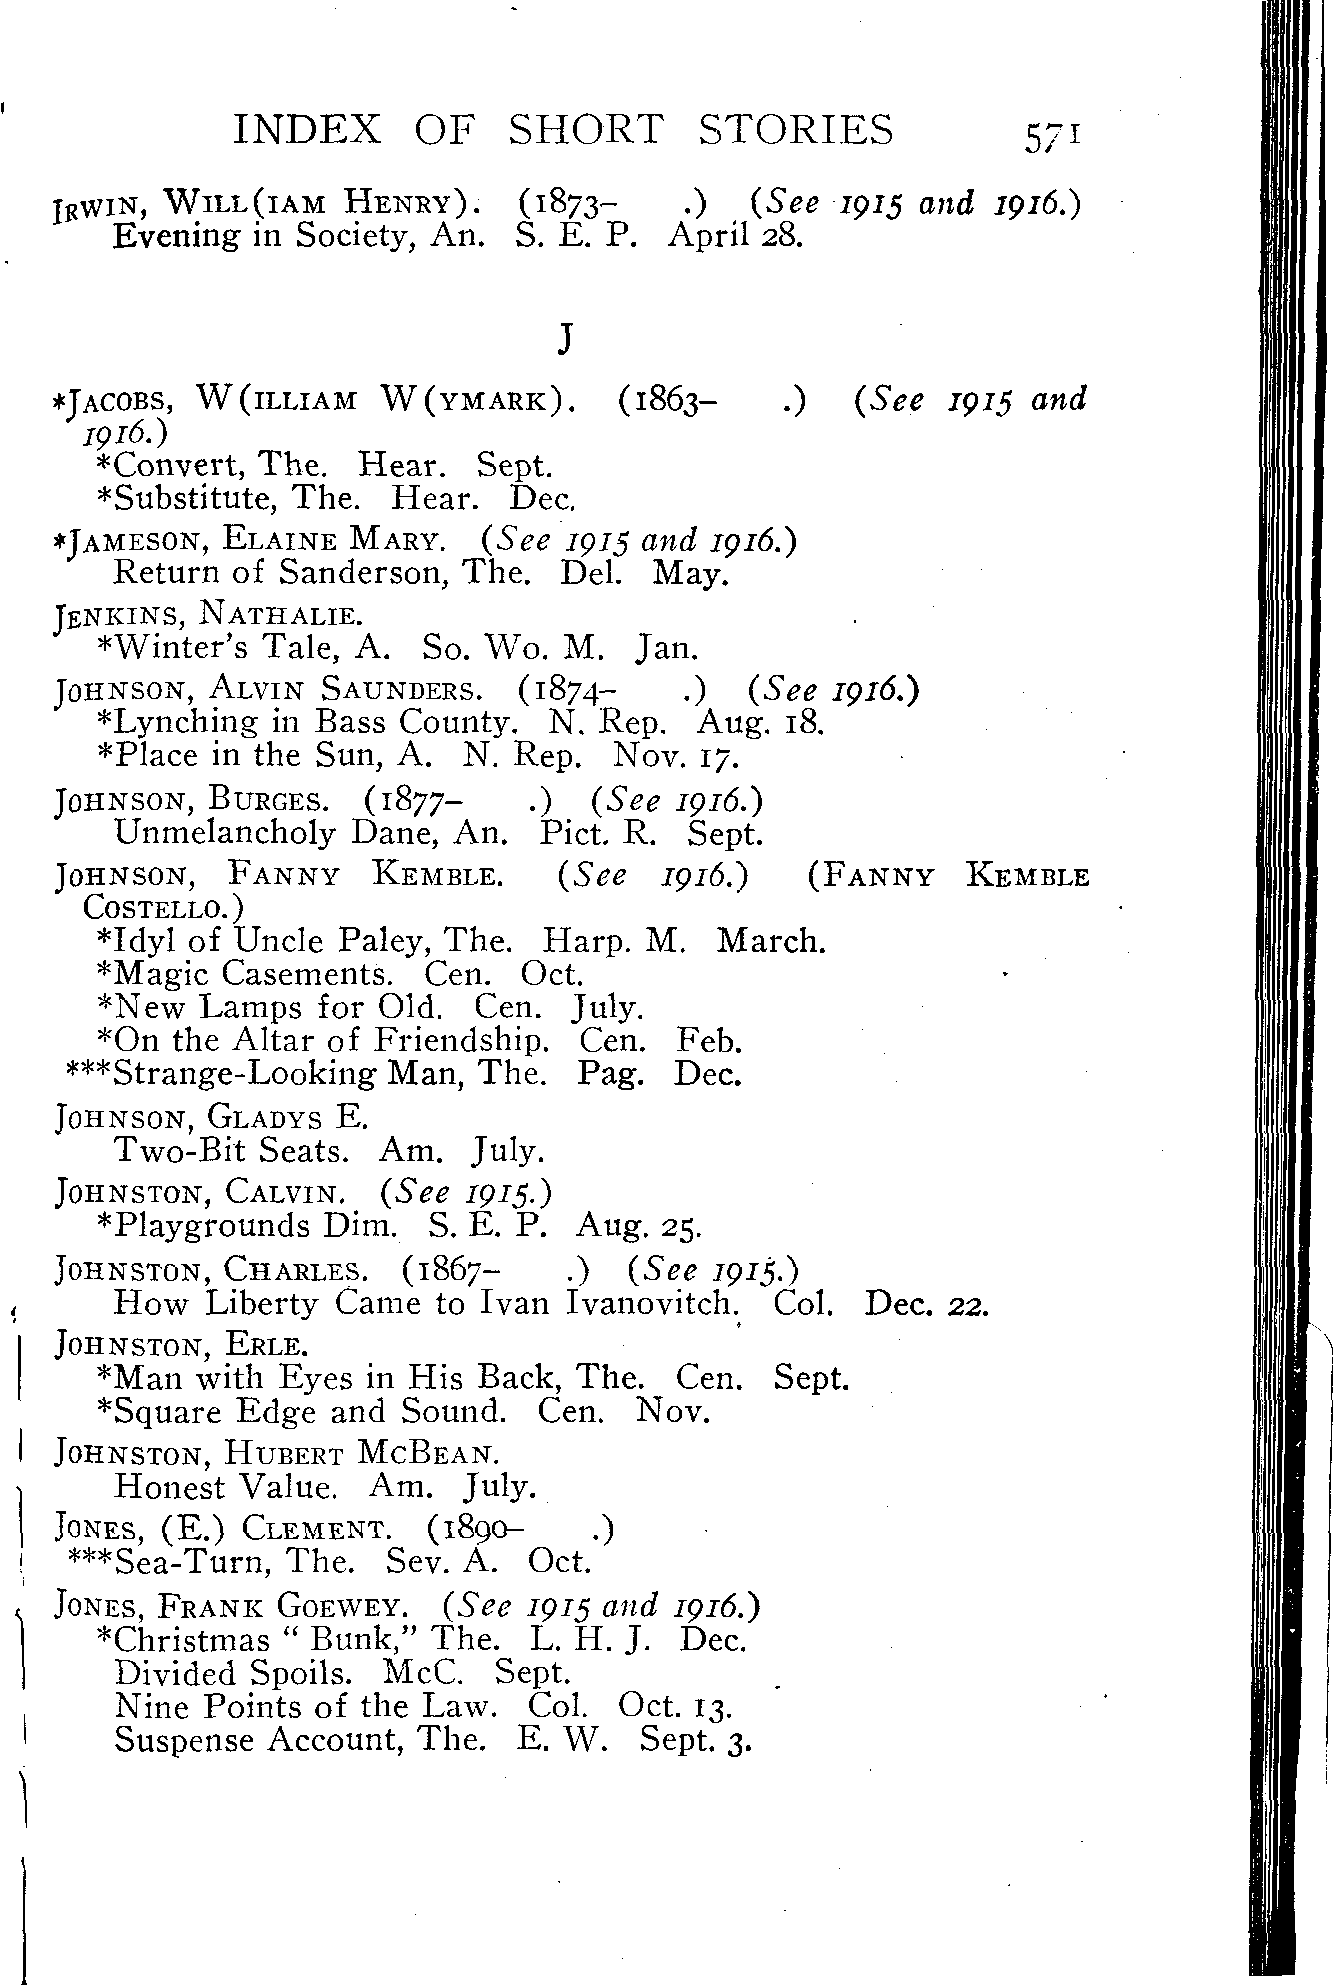 INDEX OF SHORT STORIES 571
IRWIN, WILL(IAM HENRY). (1873- .) (See 1915 and 1916.)
Evening in Society, An. S. E. P. April 28.
J
*JACOBS, W(ILLIAM W(YMARK). (1863- .) (See 1915 and
1916.)
*Convert, The. Hear. Sept.
*Substitute, The. Hear. Dec.
*JAMESON, ELAINE MARY. (See 1915 and 1916.)
Return of Sanderson, The. Del. May.
JENKINS, NATHALIE.
*Winter's Tale, A. So. Wo. M. Jan.
JOHNSON, ALVIN SAUNDERS. (1874- .) (See 1916.)
*Lynching in Bass County. N. Rep. Aug. 18.
*Place in the Sun, A. N. Rep. Nov. 17.
JOHNSON, BURGES. (1877- .) (See 1916.)
Unmelancholy Dane, An. Pict. R. Sept.
JOHNSON, FANNY KEMBLE. (See 1916.) (FANNY KEMBLE
COSTELLO.)
*Idyl of Uncle Paley, The. Harp. M. March.
*Magic Casements. Cen. Oct.
*New Lamps for Old. Cen. July.
*On the Altar of Friendship. Cen. Feb.
***Strange-Looking Man, The. Pag. Dec.
JOHNSON, GLADYS E.
Two-Bit Seats. Am. July.
JOHNSTON, CALVIN. (See 1915.)
*Playgrounds Dim. S. E. P. Aug. 25.
JOHNSTON, CHARLES. (1867- .) (See 1915.)
How Liberty Came to Ivan Ivanovitch. Col. Dec. 22.
JOHNSTON, ERLE.
*Man with Eyes in His Back, The. Cen. Sept.
*Square Edge and Sound. Cen. Nov.
JOHNSTON, HUBERT MCBEAN.
Honest Value. Am. July.
JONES, (E.) CLEMENT. (1890- .)
***Sea-Turn, The. Sev. A. Oct.
JONES, FRANK GOEWEY. (See 1915 and 1916.)
*Christmas "Bunk," The. L. H. J. Dec.
Divided Spoils. McC. Sept.
Nine Points of the Law. Col. Oct. 13.
Suspense Account, The. E. W. Sept. 3.